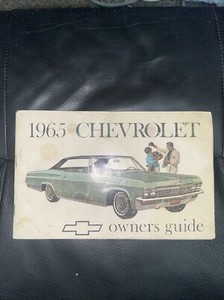 1965 CHEVROLET
owners guide